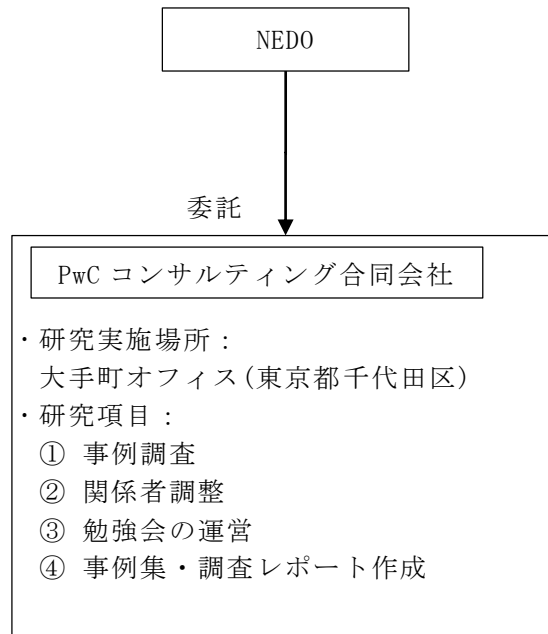 NEDO
委託
PwC コンサルティング合同会社
・研究実施場所：
大手町オフィス(東京都千代田区)
・研究項目：
① 事例調査
② 関係者調整
③ 勉強会の運営
④ 事例集・調査レポート作成